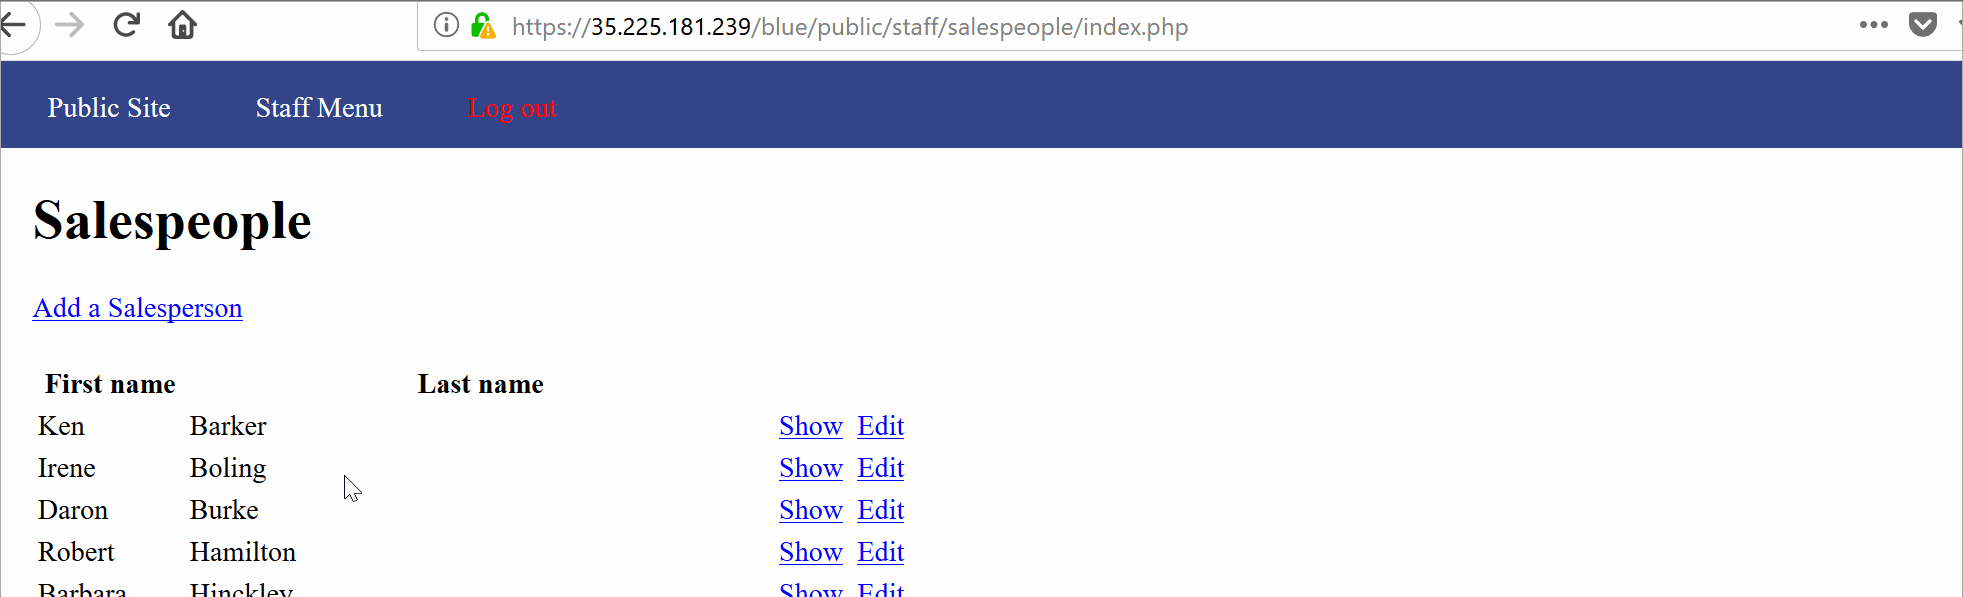 https://35.225.181.239/blue/public/staff/salespeople/index.php
Public Site Staff Menu Log out
Salespeople
Add a Salesperson
First name Last name
Ken Barker Show Edit
Irene Boling Show Edit
Daron Burke Show Edit
Robert Hamilton Show Edit
Barbara Hinckley Show Edit